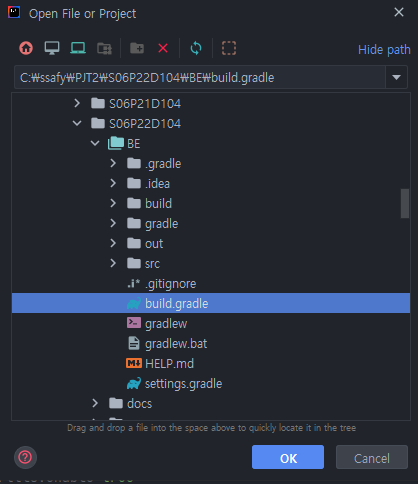 Open File or Project
Hide path
C:₩ssafy₩PJT2₩S06P22D104₩BE₩build.gradle
S06P21D104
S06P22D104
BE
.gradle
.idea
build
gradle
out
src
.gitignore
build.gradle
gradlew
gradlew.bat
HELP.md
settings.gradle
docs
Drag and drop a file into the space above to quickly locate it in the tree
OK
Cancel